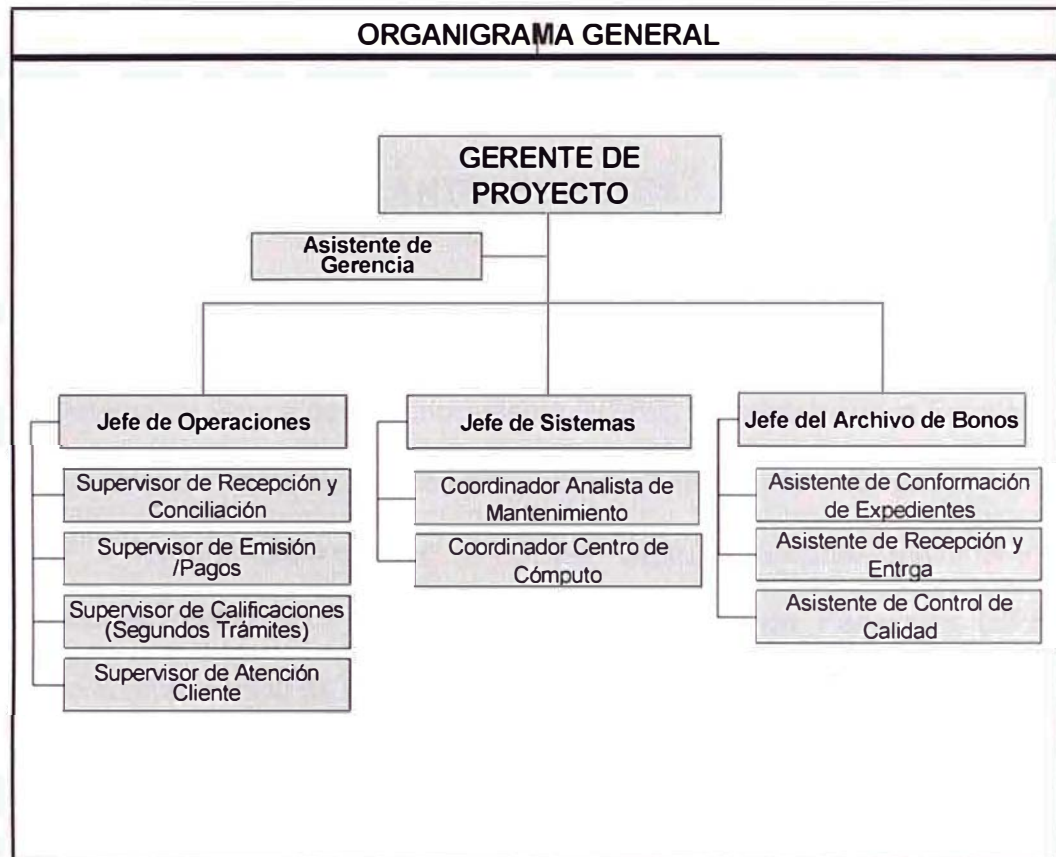 ORGANIGRAMA GENERAL
GERENTE DE
PROYECTO
Asistente de
Gerencia
Jefe de Operaciones
Supervisor de Recepción y
Conciliación
Supervisor de Emisión
/Pagos
Supervisor de Calificaciones
(Segundos Trámites)
Supervisor de Atención
Cliente
Jefe de Sistemas
Coordinador Analista de
Mantenimiento
Coordinador Centro de
Cómputo
Jefe del Archivo de Bonos
Asistente de Conformación
de Expedientes
Asistente de Recepción y
Entrga
Asistente de Control de
Calidad